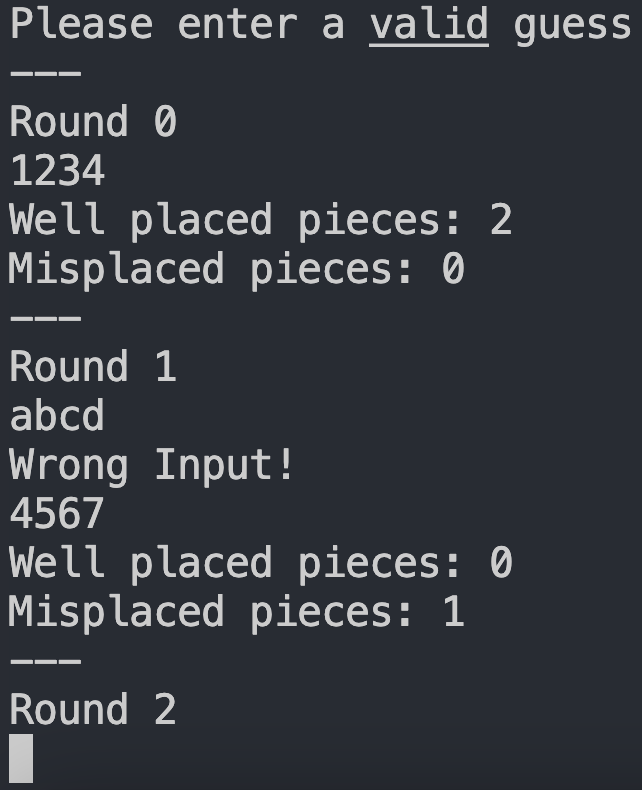 Please enter a valid guess
---
Round 0
1234
Well placed pieces: 2
Misplaced pieces: 0
---
Round 1
abcd
Wrong Input!
4567
Well placed pieces: 0
Misplaced pieces: 1
---
Round 2